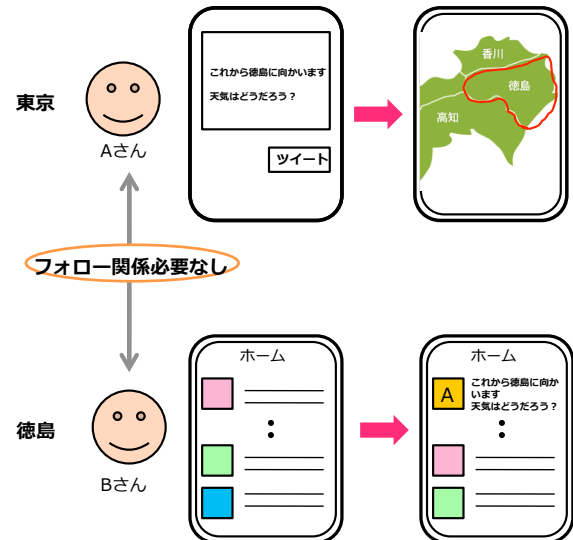 東京
Aさん
これから徳島に向かいます
天気はどうだろう？
ツイート
香川
徳島
高知
フォロー関係必要なし
徳島
Bさん
ホーム
ホーム
A
これから徳島に向か
います
天気はどうだろう？